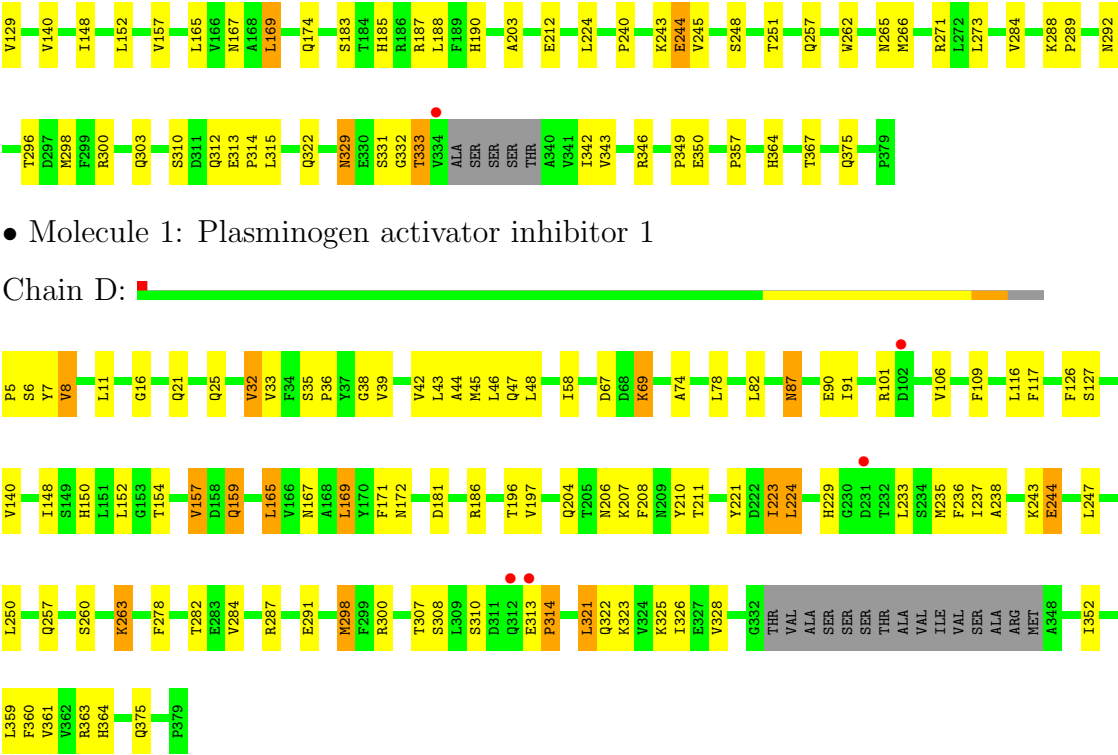 V129 V140 I148 L152 V157 L165 V166 N167 A168 L169 Q174 S183 T184 H185 R186 R187 L188 F189 H190 A203 E212 L224 P240 K243 E244 V245 S248 T251 Q257 W262 N265 M266 R271 L272 L273 V284 K288 P289 N292
T296 D297 M298 F299 R300 Q303 S310 D311 Q312 E313 P314 L315 Q322 N329 E330 S331 G332 T333 V334 ALA SER SER SER THR A340 V341 I342 V343 R346 P349 E350 P357 H364 T367 Q375 P379
• Molecule 1: Plasminogen activator inhibitor 1
Chain D:
P5 S6 Y7 V8 L11 G16 Q21 Q25 V32 V33 F34 S35 P36 Y37 G38 V39 V42 L43 A44 M45 L46 Q47 L48 I58 D67 D68 K69 A74 L78 L82 N87 E90 I91 R101 D102 V106 F109 L116 F117 F126 S127
V140 I148 S149 H150 L151 L152 G153 T154 V157 D158 Q159 L165 V166 N167 A168 L169 Y170 F171 N172 D181 R186 T196 V197 Q204 T205 N206 K207 F208 N209 Y210 T211 Y221 D222 I223 L224 H229 G230 D231 T232 L233 S234 M235 F236 I237 A238 K243 E244 L247
L250 Q257 S260 K263 F278 T282 E283 V284 R287 E291 M298 F299 R300 T307 S308 L309 S310 D311 Q312 E313 P314 L321 Q322 K323 V324 K325 I326 E327 V328 G332 THR VAL ALA SER SER SER THR ALA VAL ILE VAL SER ALA ARG MET A348 I352
L359 F360 V361 V362 R363 H364 Q375 P379